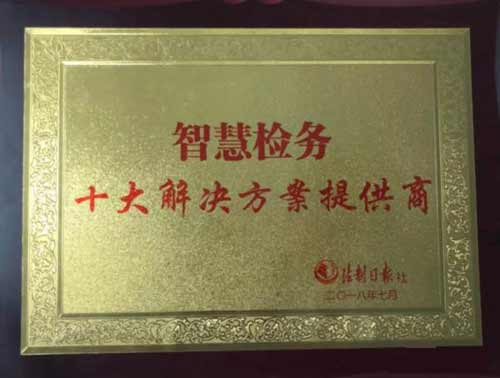 智慧检务
十大解决方案提供商
法制日报社
二〇一八年七月